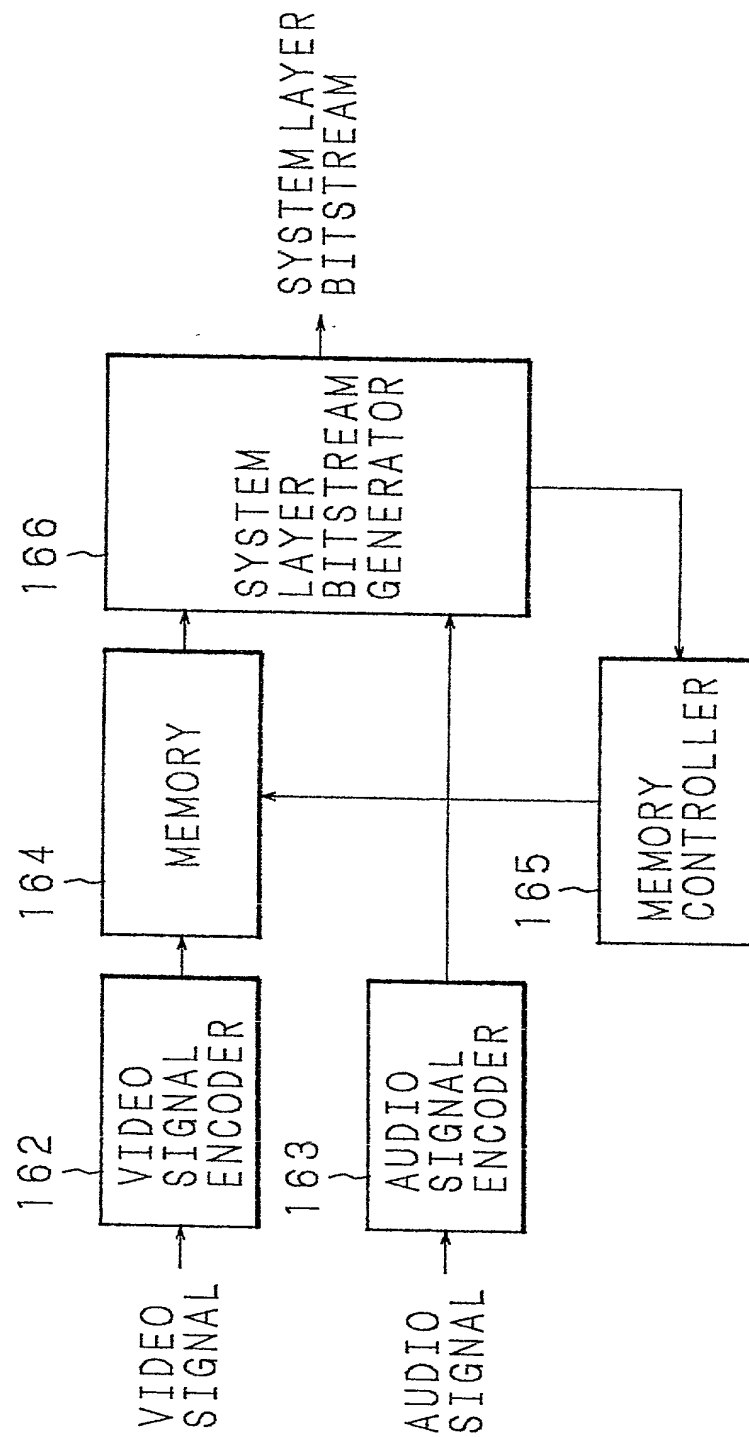 VIDEO
SIGNAL
162
VIDEO
SIGNAL
ENCODER
164
MEMORY
166
SYSTEM
LAYER
BITSTREAM
GENERATOR
SYSTEM LAYER
BITSTREAM
AUDIO
SIGNAL
163
AUDIO
SIGNAL
ENCODER
165
MEMORY
CONTROLLER